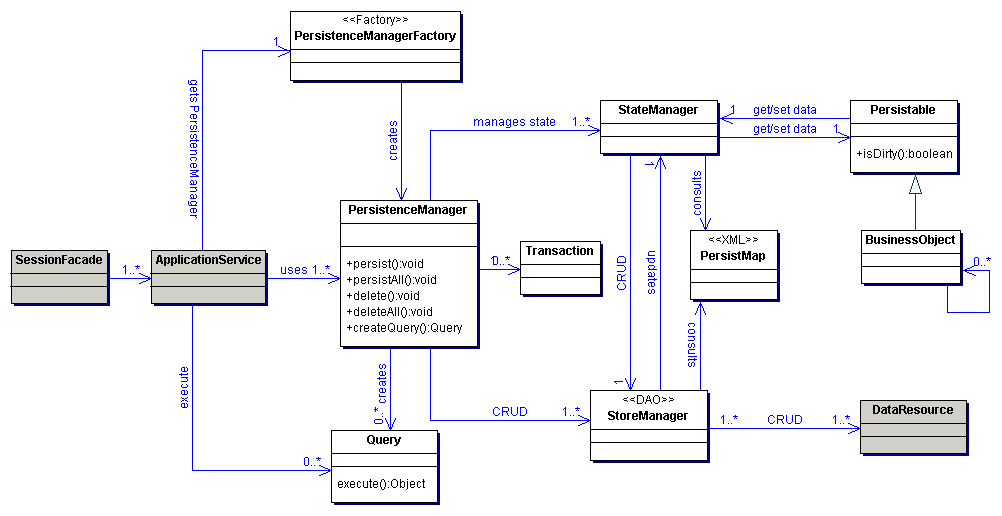 <<Factory>>
PersistenceManagerFactory
1
gets PersistenceManager
creates
StateManager
manages state
1..*
1
get/set data
get/set data
1
Persistable
+isDirty():boolean
PersistenceManager
+persist():void
+persistAll():void
+delete():void
+deleteAll():void
+createQuery():Query
consults
1
CRUD
updates
1
<<XML>>
PersistMap
BusinessObject
0..*
Transaction
0..*
SessionFacade
1..*
ApplicationService
uses 1..*
execute
0..*
0..* creates
Query
execute():Object
CRUD
1..*
<<DAO>>
StoreManager
consults
1..*
CRUD
1..*
DataResource